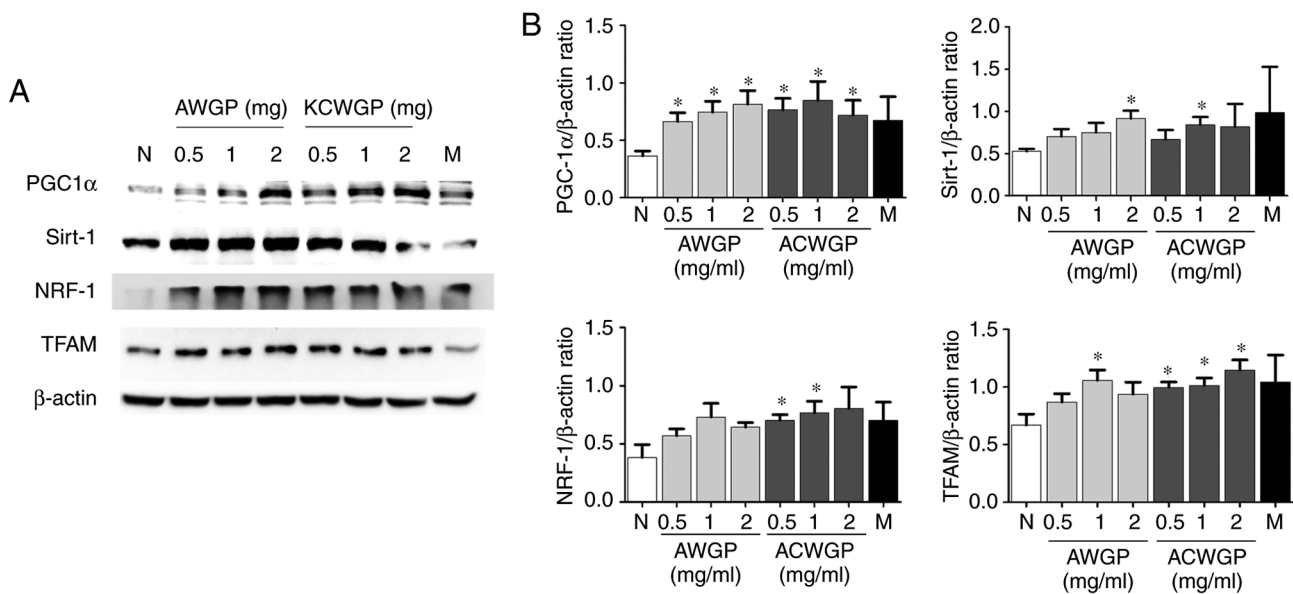 A
AWGP (mg) KCWGP (mg)
N 0.5 1 2 0.5 1 2 M
PGC1α
Sirt-1
NRF-1
TFAM
β-actin
B
PGC-1α/β-actin ratio
1.5
1.0
0.5
0.0
N 0.5 1 2 0.5 1 2 M
* * * * * *
AWGP ACWGP
(mg/ml) (mg/ml)
Sirt-1/β-actin ratio
2.0
1.5
1.0
0.5
0.0
N 0.5 1 2 0.5 1 2 M
* *
AWGP ACWGP
(mg/ml) (mg/ml)
NRF-1/β-actin ratio
1.5
1.0
0.5
0.0
N 0.5 1 2 0.5 1 2 M
* *
AWGP ACWGP
(mg/ml) (mg/ml)
TFAM/β-actin ratio
1.5
1.0
0.5
0.0
N 0.5 1 2 0.5 1 2 M
* * * *
AWGP ACWGP
(mg/ml) (mg/ml)